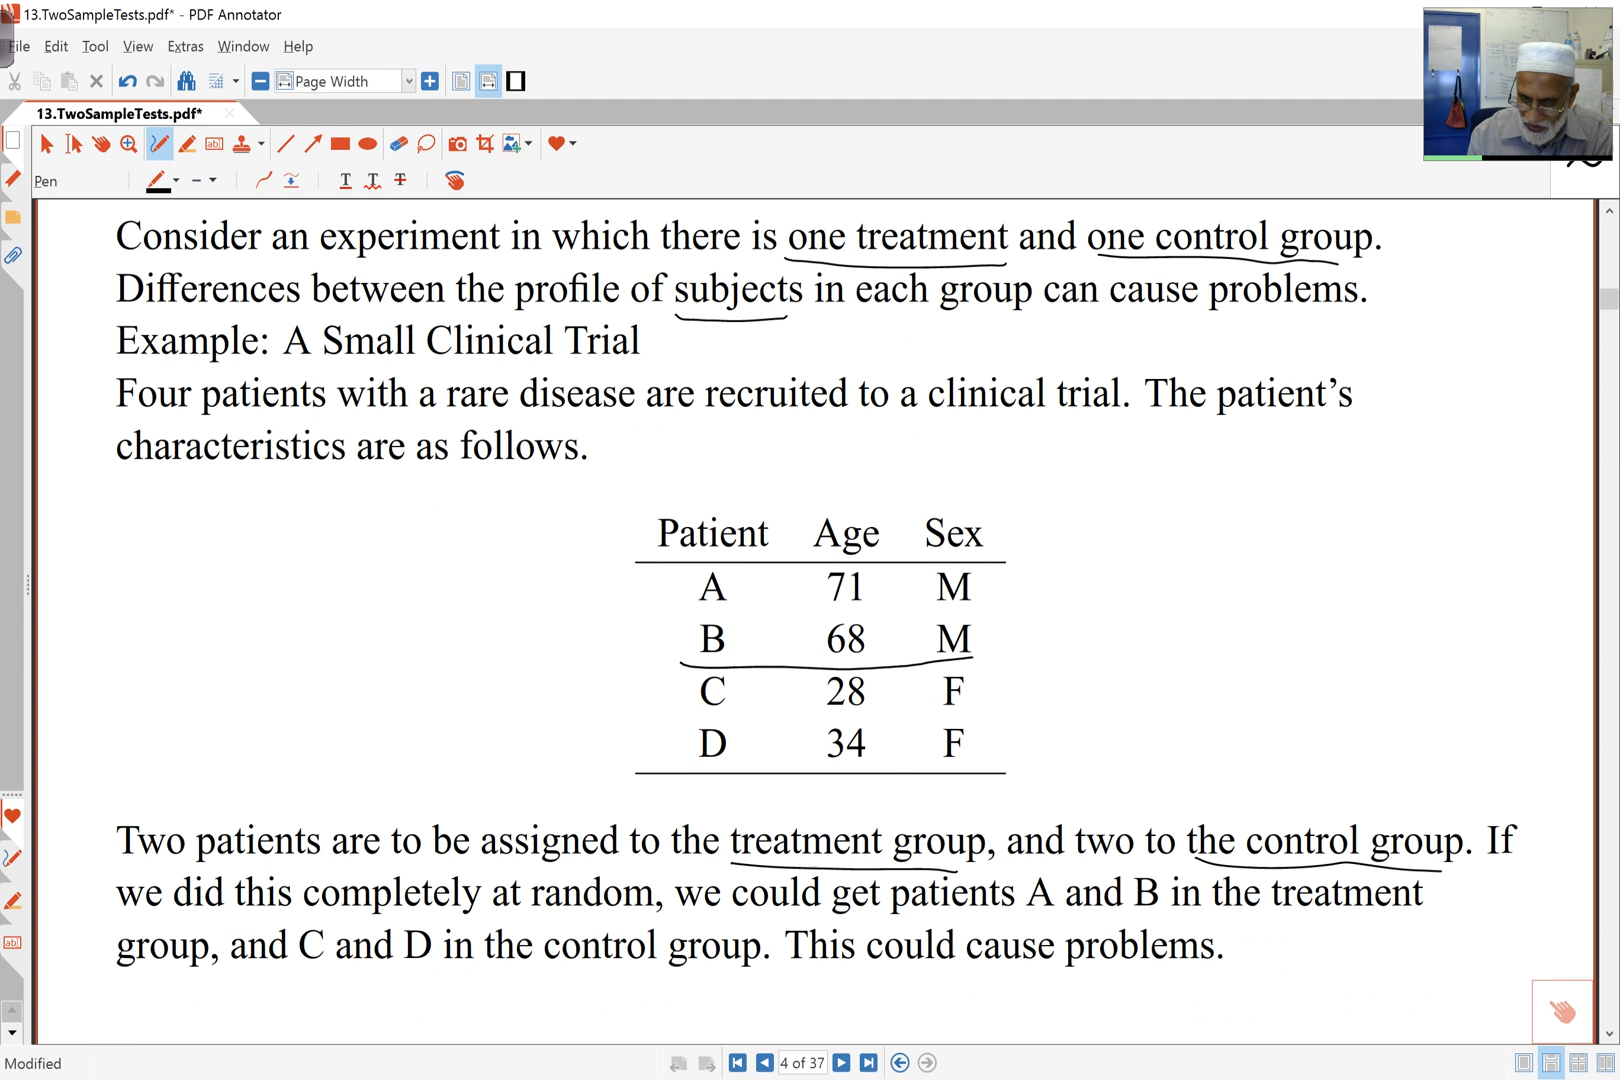 13.TwoSampleTests.pdf* - PDF Annotator
File Edit Tool View Extras Window Help
Page Width
13.TwoSampleTests.pdf*
Pen
Consider an experiment in which there is one treatment and one control group.
Differences between the profile of subjects in each group can cause problems.
Example: A Small Clinical Trial
Four patients with a rare disease are recruited to a clinical trial. The patient’s
characteristics are as follows.
Patient Age Sex
A 71 M
B 68 M
C 28 F
D 34 F
Two patients are to be assigned to the treatment group, and two to the control group. If
we did this completely at random, we could get patients A and B in the treatment
group, and C and D in the control group. This could cause problems.
Modified
4 of 37